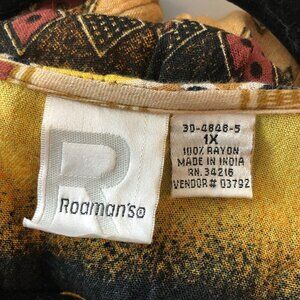 R
Roaman's®
30-4848-5
1X
100% RAYON
MADE IN INDIA
RN. 34216
VENDOR# 03792